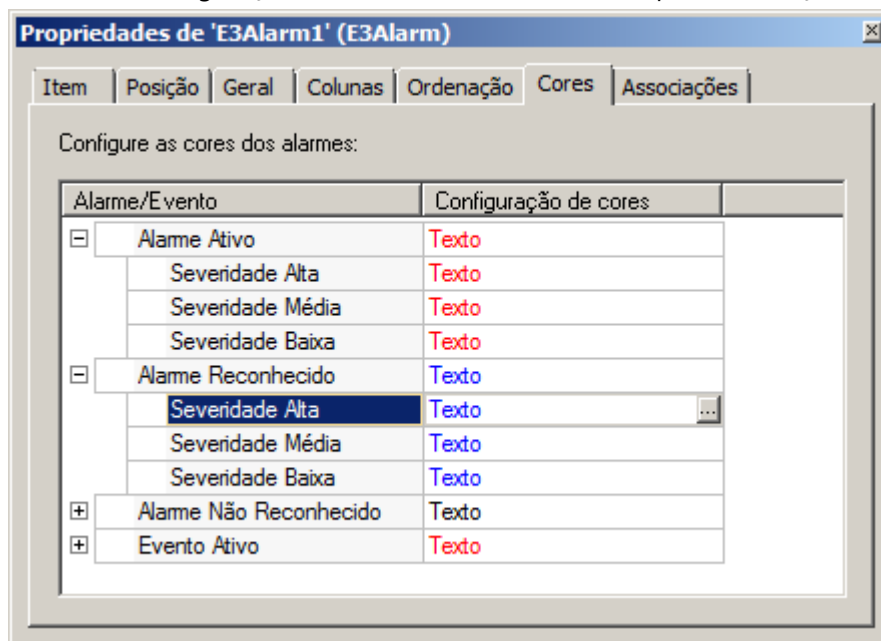 Propriedades de 'E3Alarm1' (E3Alarm)
Item Posição Geral Colunas Ordenação Cores Associações
Configure as cores dos alarmes:
Alarme/Evento Configuração de cores
Alarme Ativo Texto
Severidade Alta Texto
Severidade Média Texto
Severidade Baixa Texto
Alarme Reconhecido Texto
Severidade Alta Texto ...
Severidade Média Texto
Severidade Baixa Texto
Alarme Não Reconhecido Texto
Evento Ativo Texto